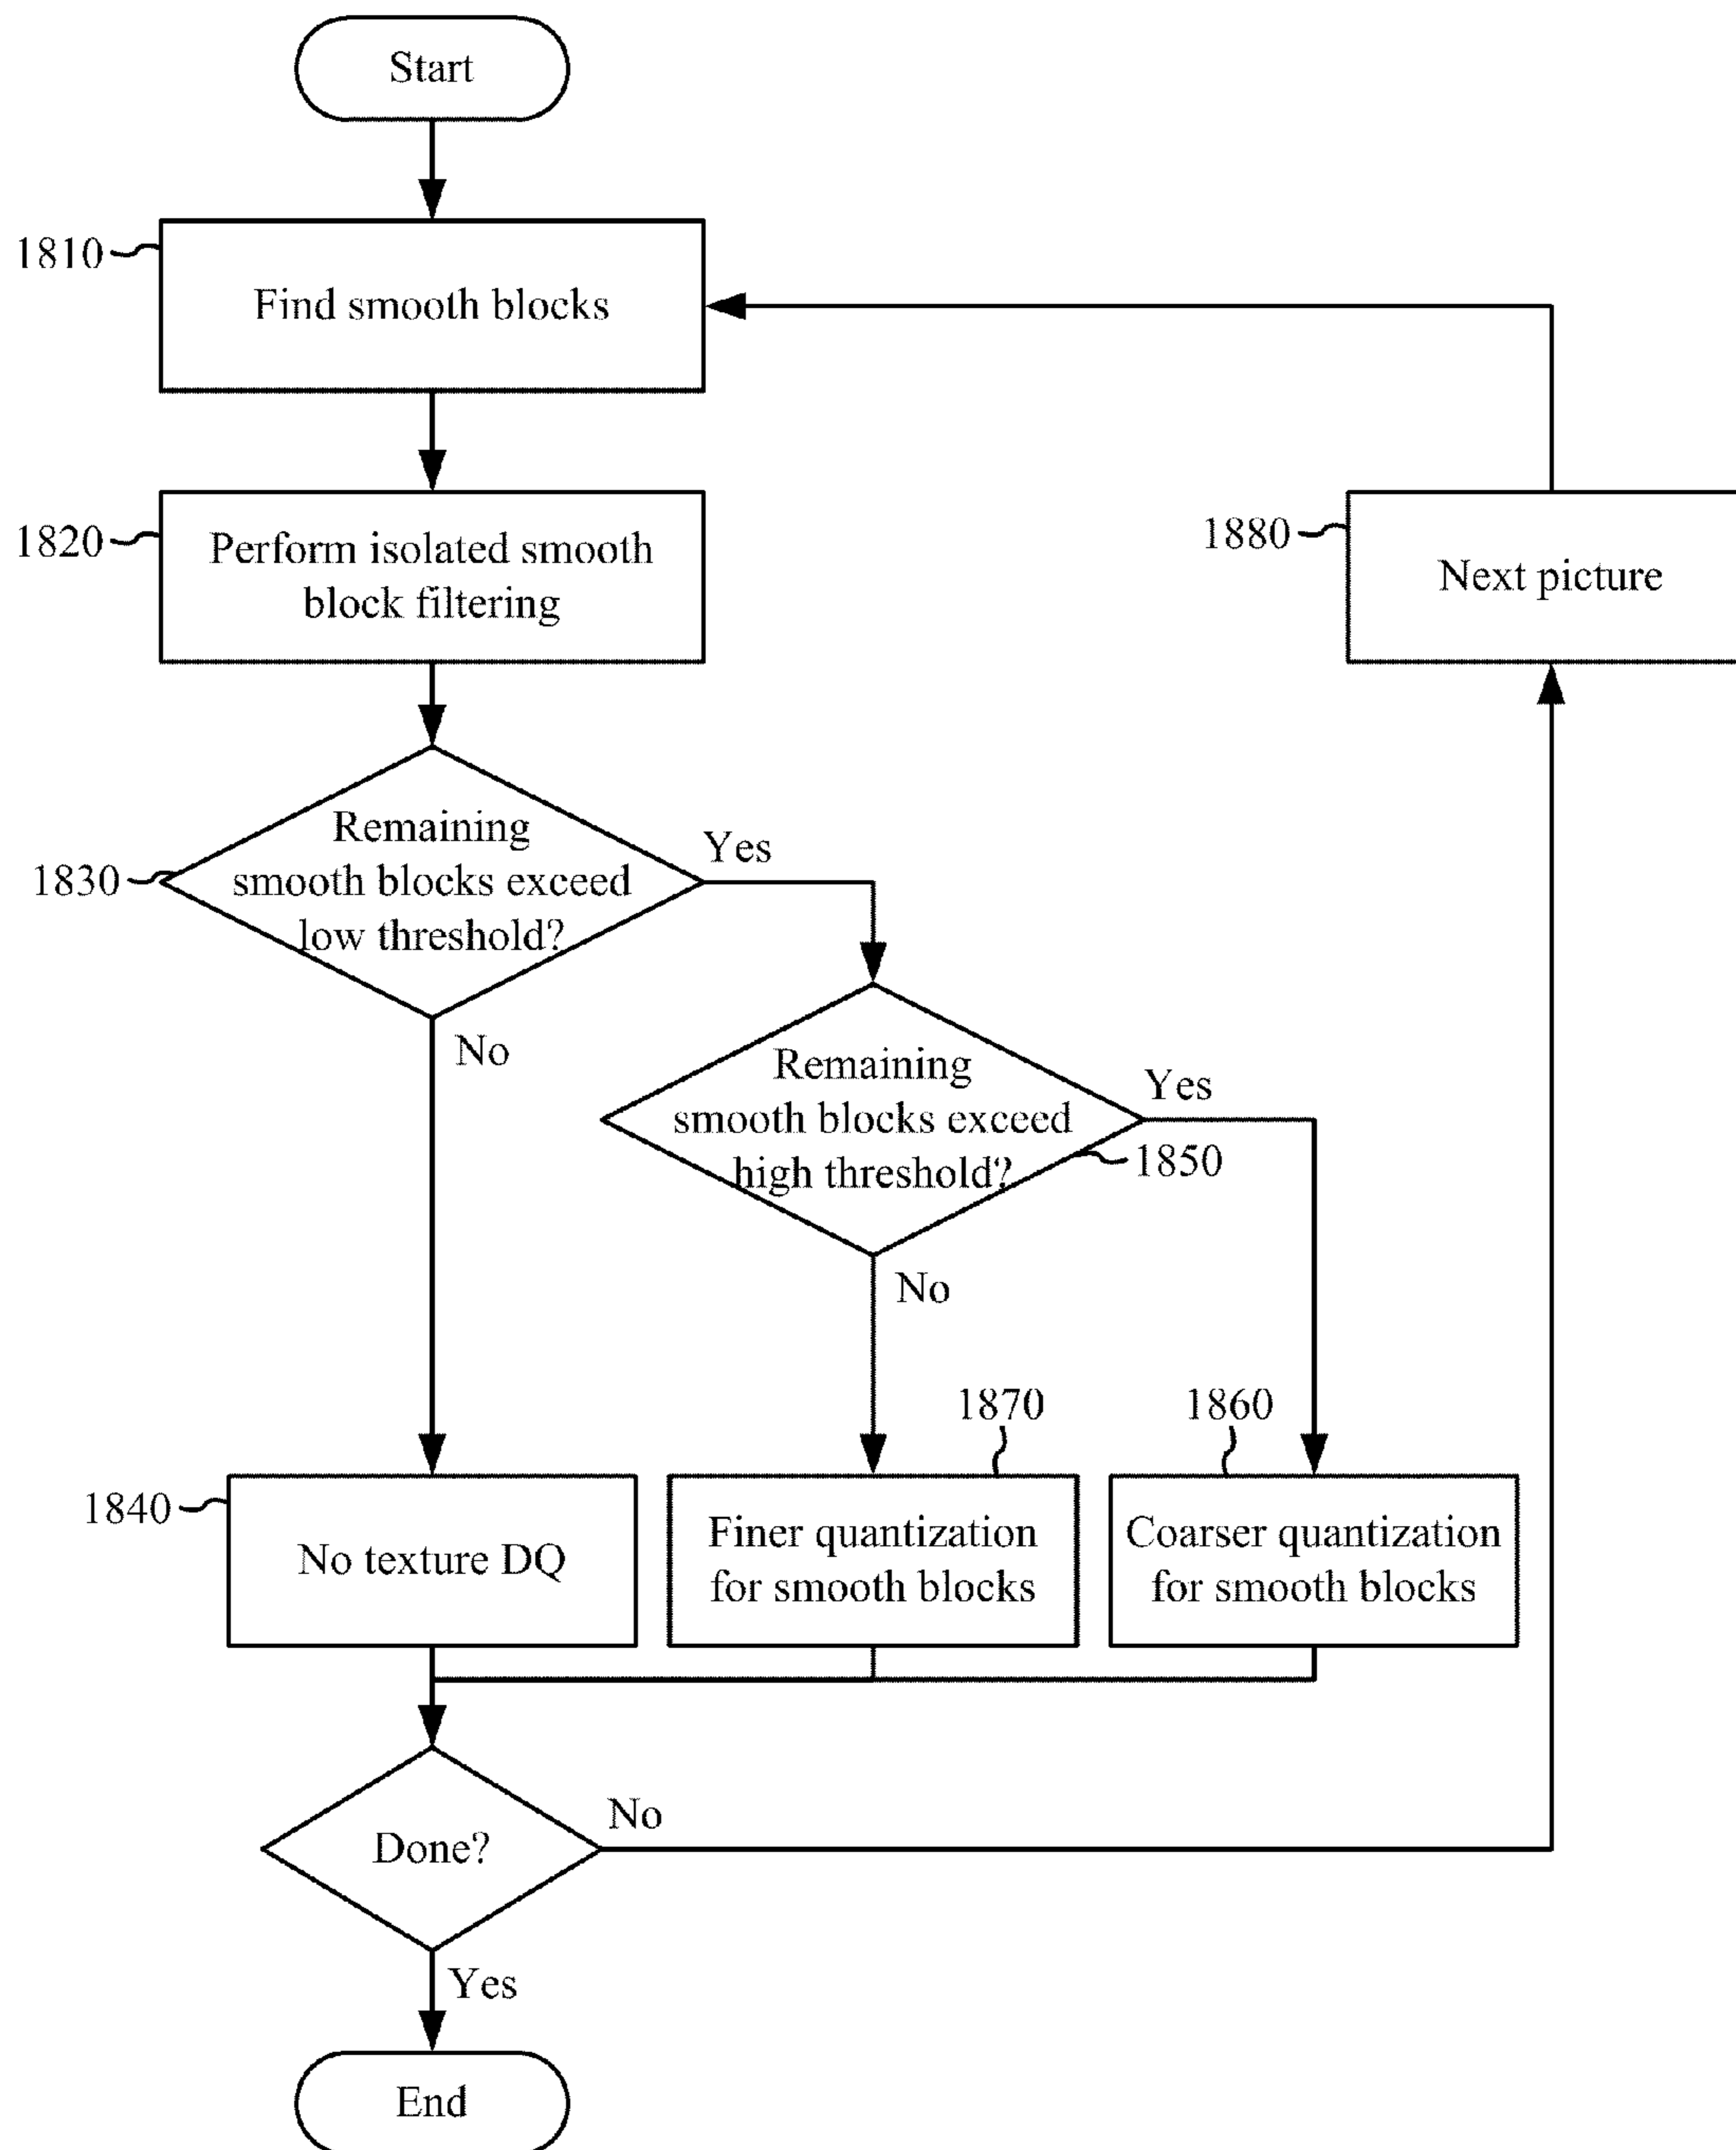 Start
1810
Find smooth blocks
1820
Perform isolated smooth
block filtering
1880
Next picture
1830
Remaining
smooth blocks exceed
low threshold?
Yes
No
Remaining
smooth blocks exceed
high threshold?
Yes
1850
No
1870
1860
1840
No texture DQ
Finer quantization
for smooth blocks
Coarser quantization
for smooth blocks
Done?
No
Yes
End